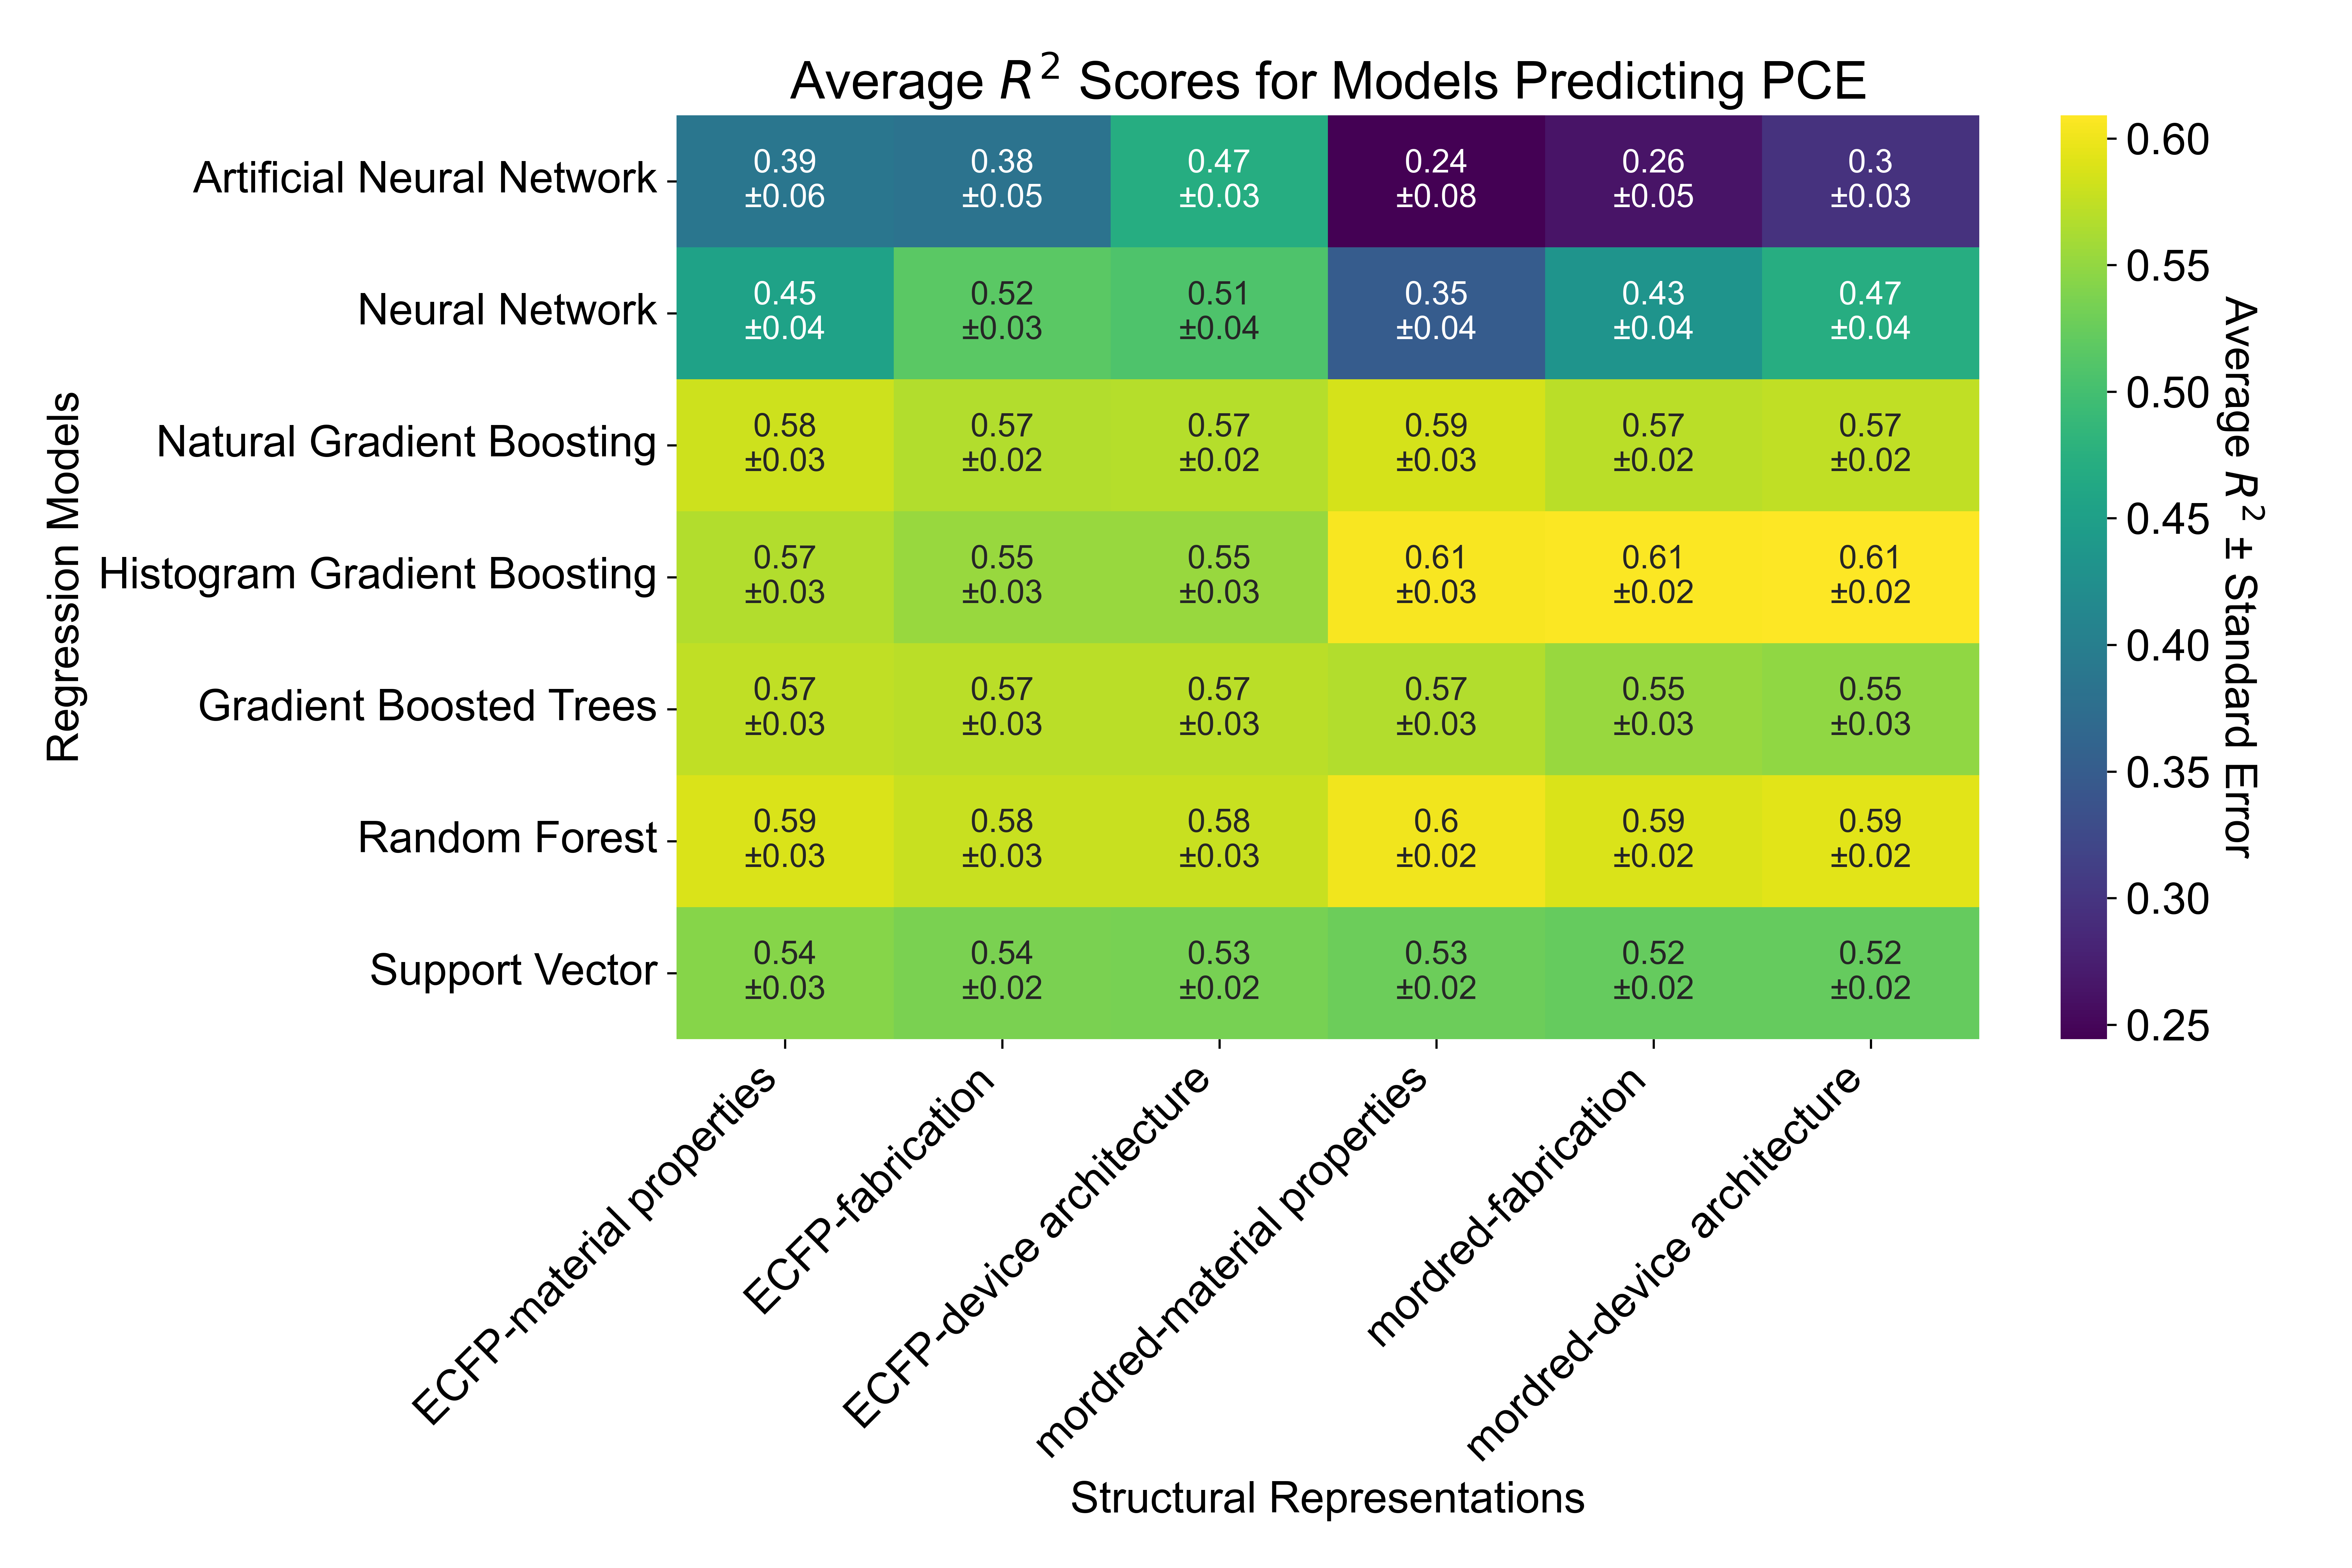 Average R² Scores for Models Predicting PCE
Regression Models
Artificial Neural Network
0.39 0.38 0.47 0.24 0.26 0.3
±0.06 ±0.05 ±0.03 ±0.08 ±0.05 ±0.03
Neural Network
0.45 0.52 0.51 0.35 0.43 0.47
±0.04 ±0.03 ±0.04 ±0.04 ±0.04 ±0.04
Natural Gradient Boosting
0.58 0.57 0.57 0.59 0.57 0.57
±0.03 ±0.02 ±0.02 ±0.03 ±0.02 ±0.02
Histogram Gradient Boosting
0.57 0.55 0.55 0.61 0.61 0.61
±0.03 ±0.03 ±0.03 ±0.03 ±0.02 ±0.02
Gradient Boosted Trees
0.57 0.57 0.57 0.57 0.55 0.55
±0.03 ±0.03 ±0.03 ±0.03 ±0.03 ±0.03
Random Forest
0.59 0.58 0.58 0.6 0.59 0.59
±0.03 ±0.03 ±0.03 ±0.02 ±0.02 ±0.02
Support Vector
0.54 0.54 0.53 0.53 0.52 0.52
±0.03 ±0.02 ±0.02 ±0.02 ±0.02 ±0.02
ECFP-material properties
ECFP-fabrication
ECFP-device architecture
mordred-material properties
mordred-fabrication
mordred-device architecture
Structural Representations
0.60
0.55
0.50
0.45
0.40
0.35
0.30
0.25
Average R² ± Standard Error